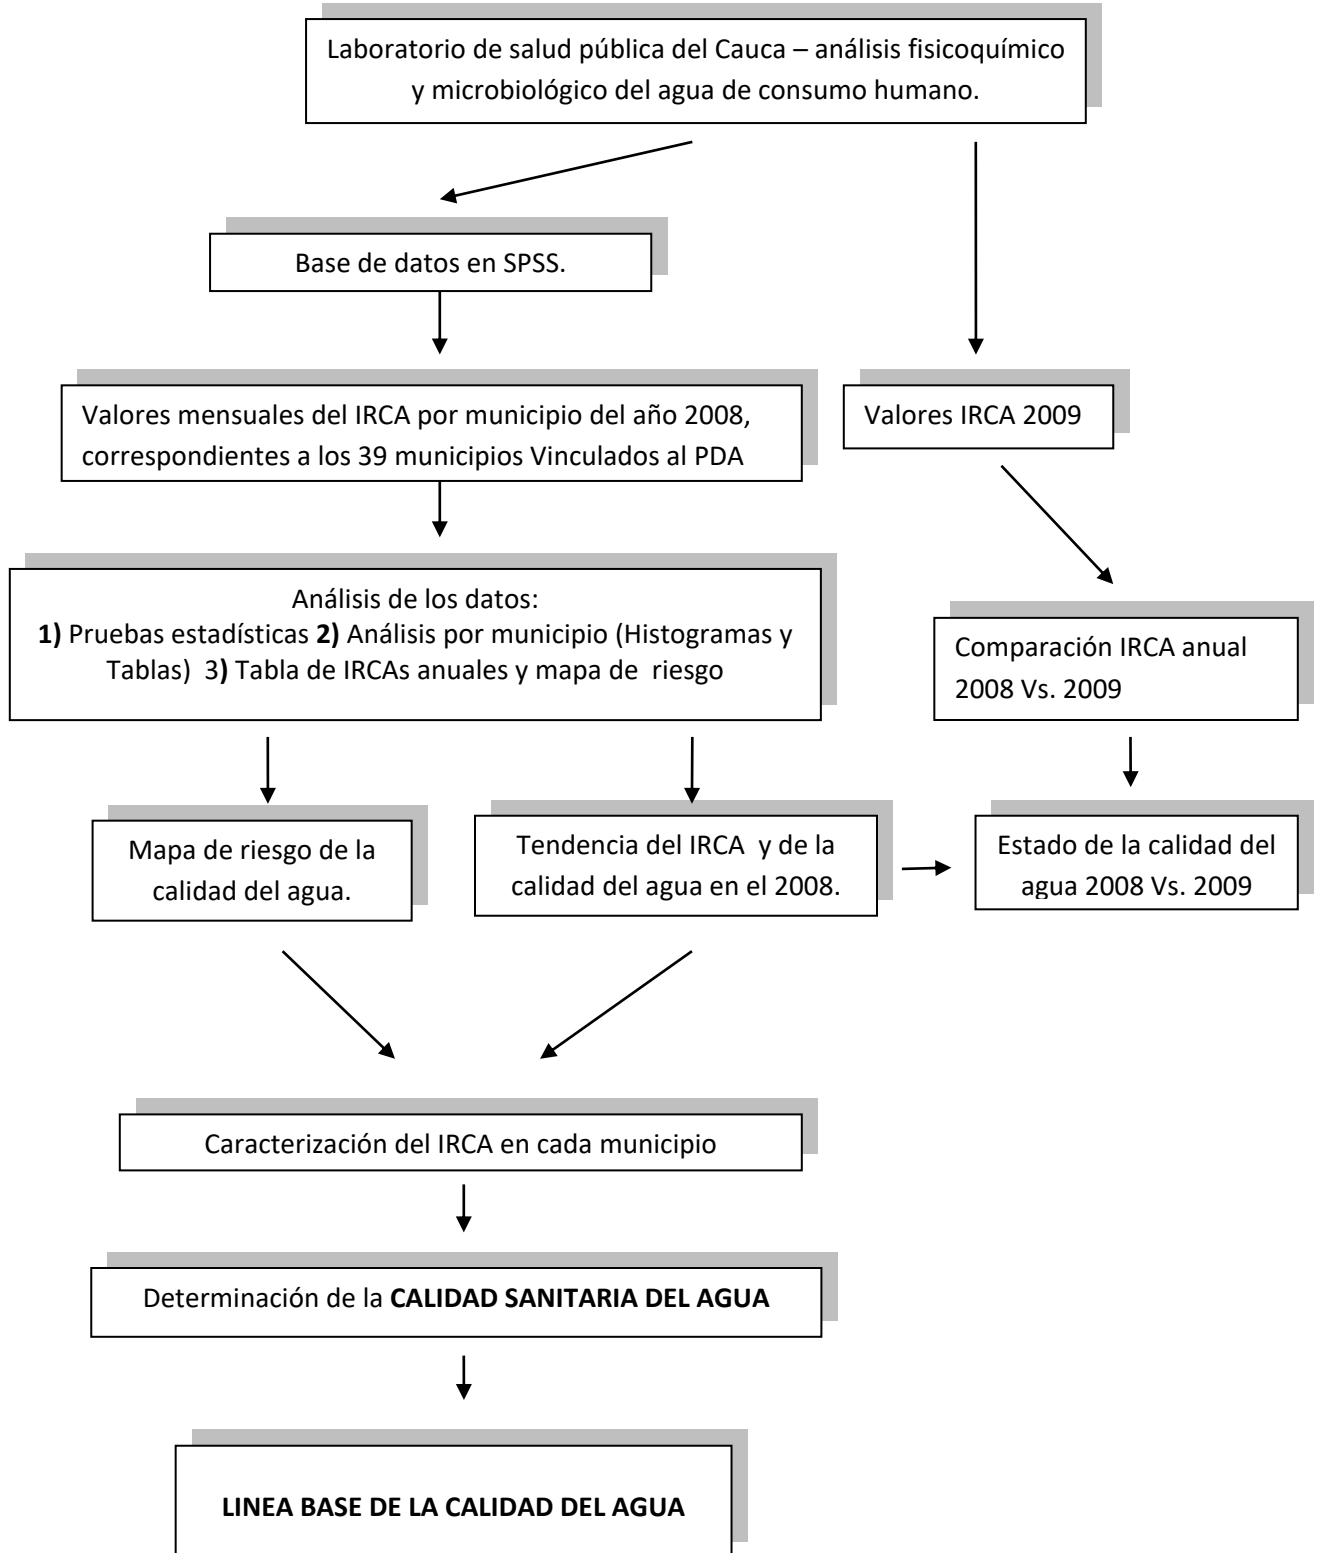 Laboratorio de salud pública del Cauca – análisis fisicoquímico
y microbiológico del agua de consumo humano.
Base de datos en SPSS.
Valores mensuales del IRCA por municipio del año 2008,
correspondientes a los 39 municipios Vinculados al PDA
Valores IRCA 2009
Análisis de los datos:
1) Pruebas estadísticas 2) Análisis por municipio (Histogramas y
Tablas) 3) Tabla de IRCAs anuales y mapa de riesgo
Comparación IRCA anual
2008 Vs. 2009
Mapa de riesgo de la
calidad del agua.
Tendencia del IRCA y de la
calidad del agua en el 2008.
Estado de la calidad del
agua 2008 Vs. 2009
Caracterización del IRCA en cada municipio
Determinación de la CALIDAD SANITARIA DEL AGUA
LINEA BASE DE LA CALIDAD DEL AGUA